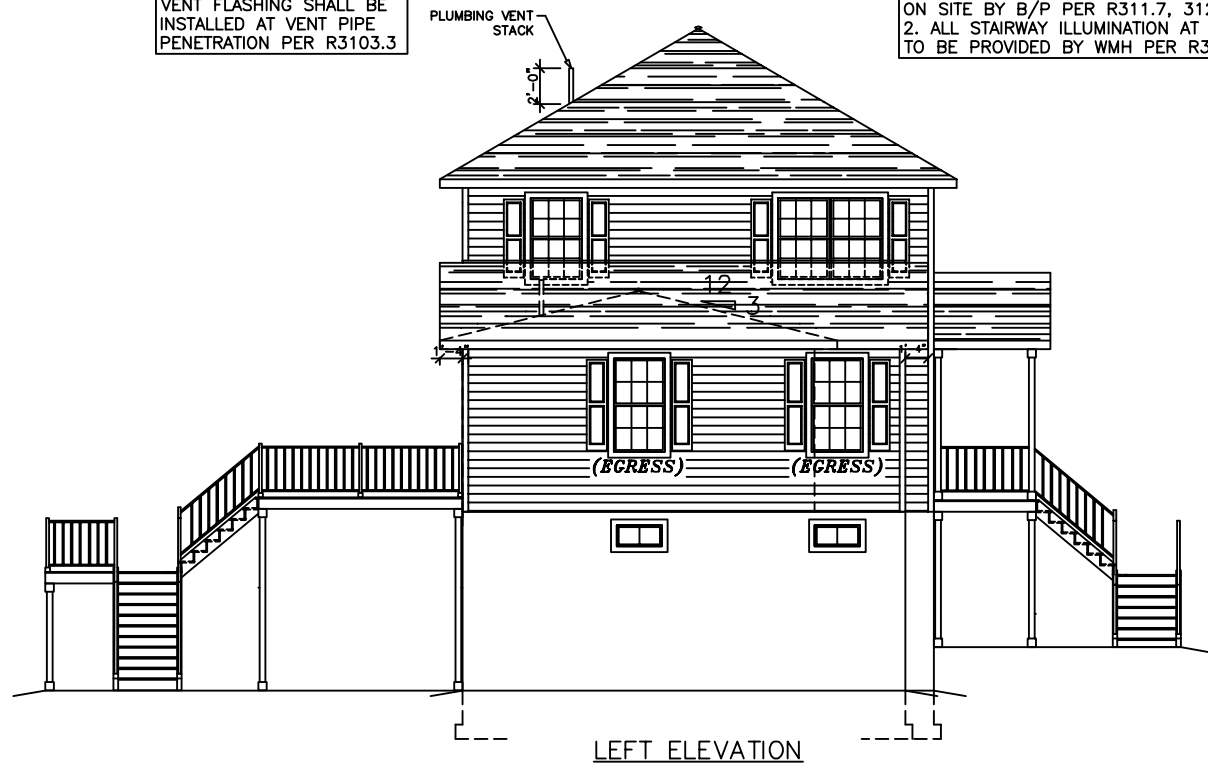 VENT FLASHING SHALL BE
INSTALLED AT VENT PIPE
PENETRATION PER R3103.3
PLUMBING VENT
STACK
ON SITE BY B/P PER R311.7, 312
2. ALL STAIRWAY ILLUMINATION AT
TO BE PROVIDED BY WMH PER R3
2'-0"
12
3
(EGRESS)
(EGRESS)
LEFT ELEVATION